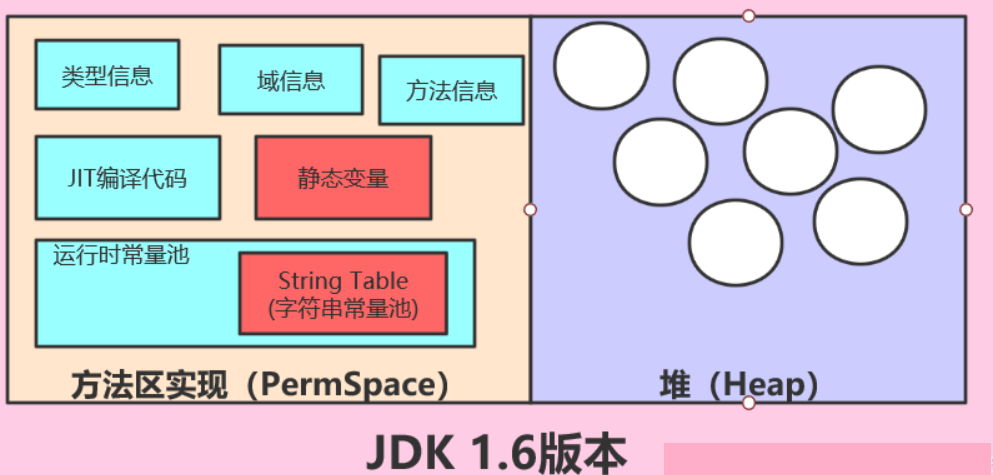 类型信息
域信息
方法信息
JIT编译代码
静态变量
运行时常量池
String Table
(字符串常量池)
方法区实现（PermSpace）
堆（Heap）
JDK 1.6版本